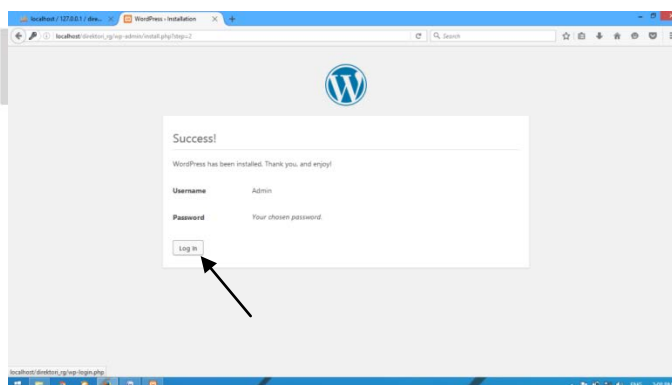 localhost / 127.0.0.1 / dire...
WordPress › Installation
localhost/direktori_rg/wp-admin/install.php?step=2
Search
Success!
WordPress has been installed. Thank you, and enjoy!
Username Admin
Password Your chosen password.
Log In
localhost/direktori_rg/wp-login.php